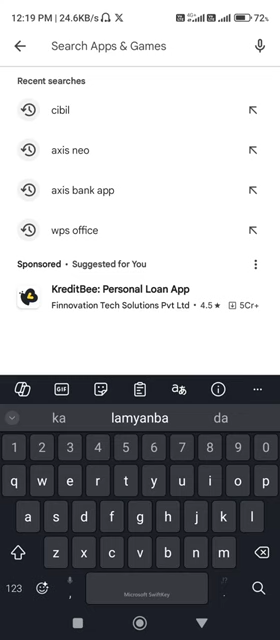 12:19 PM | 24.6KB/s 4G+ 72%
Search Apps & Games
Recent searches
cibil
axis neo
axis bank app
wps office
Sponsored • Suggested for You
KreditBee: Personal Loan App
Finnovation Tech Solutions Pvt Ltd • 4.5 ★ 5Cr+
GIF
ka lamyanba da
1 2 3 4 5 6 7 8 9 0
q w e r t y u i o p
a s d f g h j k l
z x c v b n m
123 , Microsoft SwiftKey